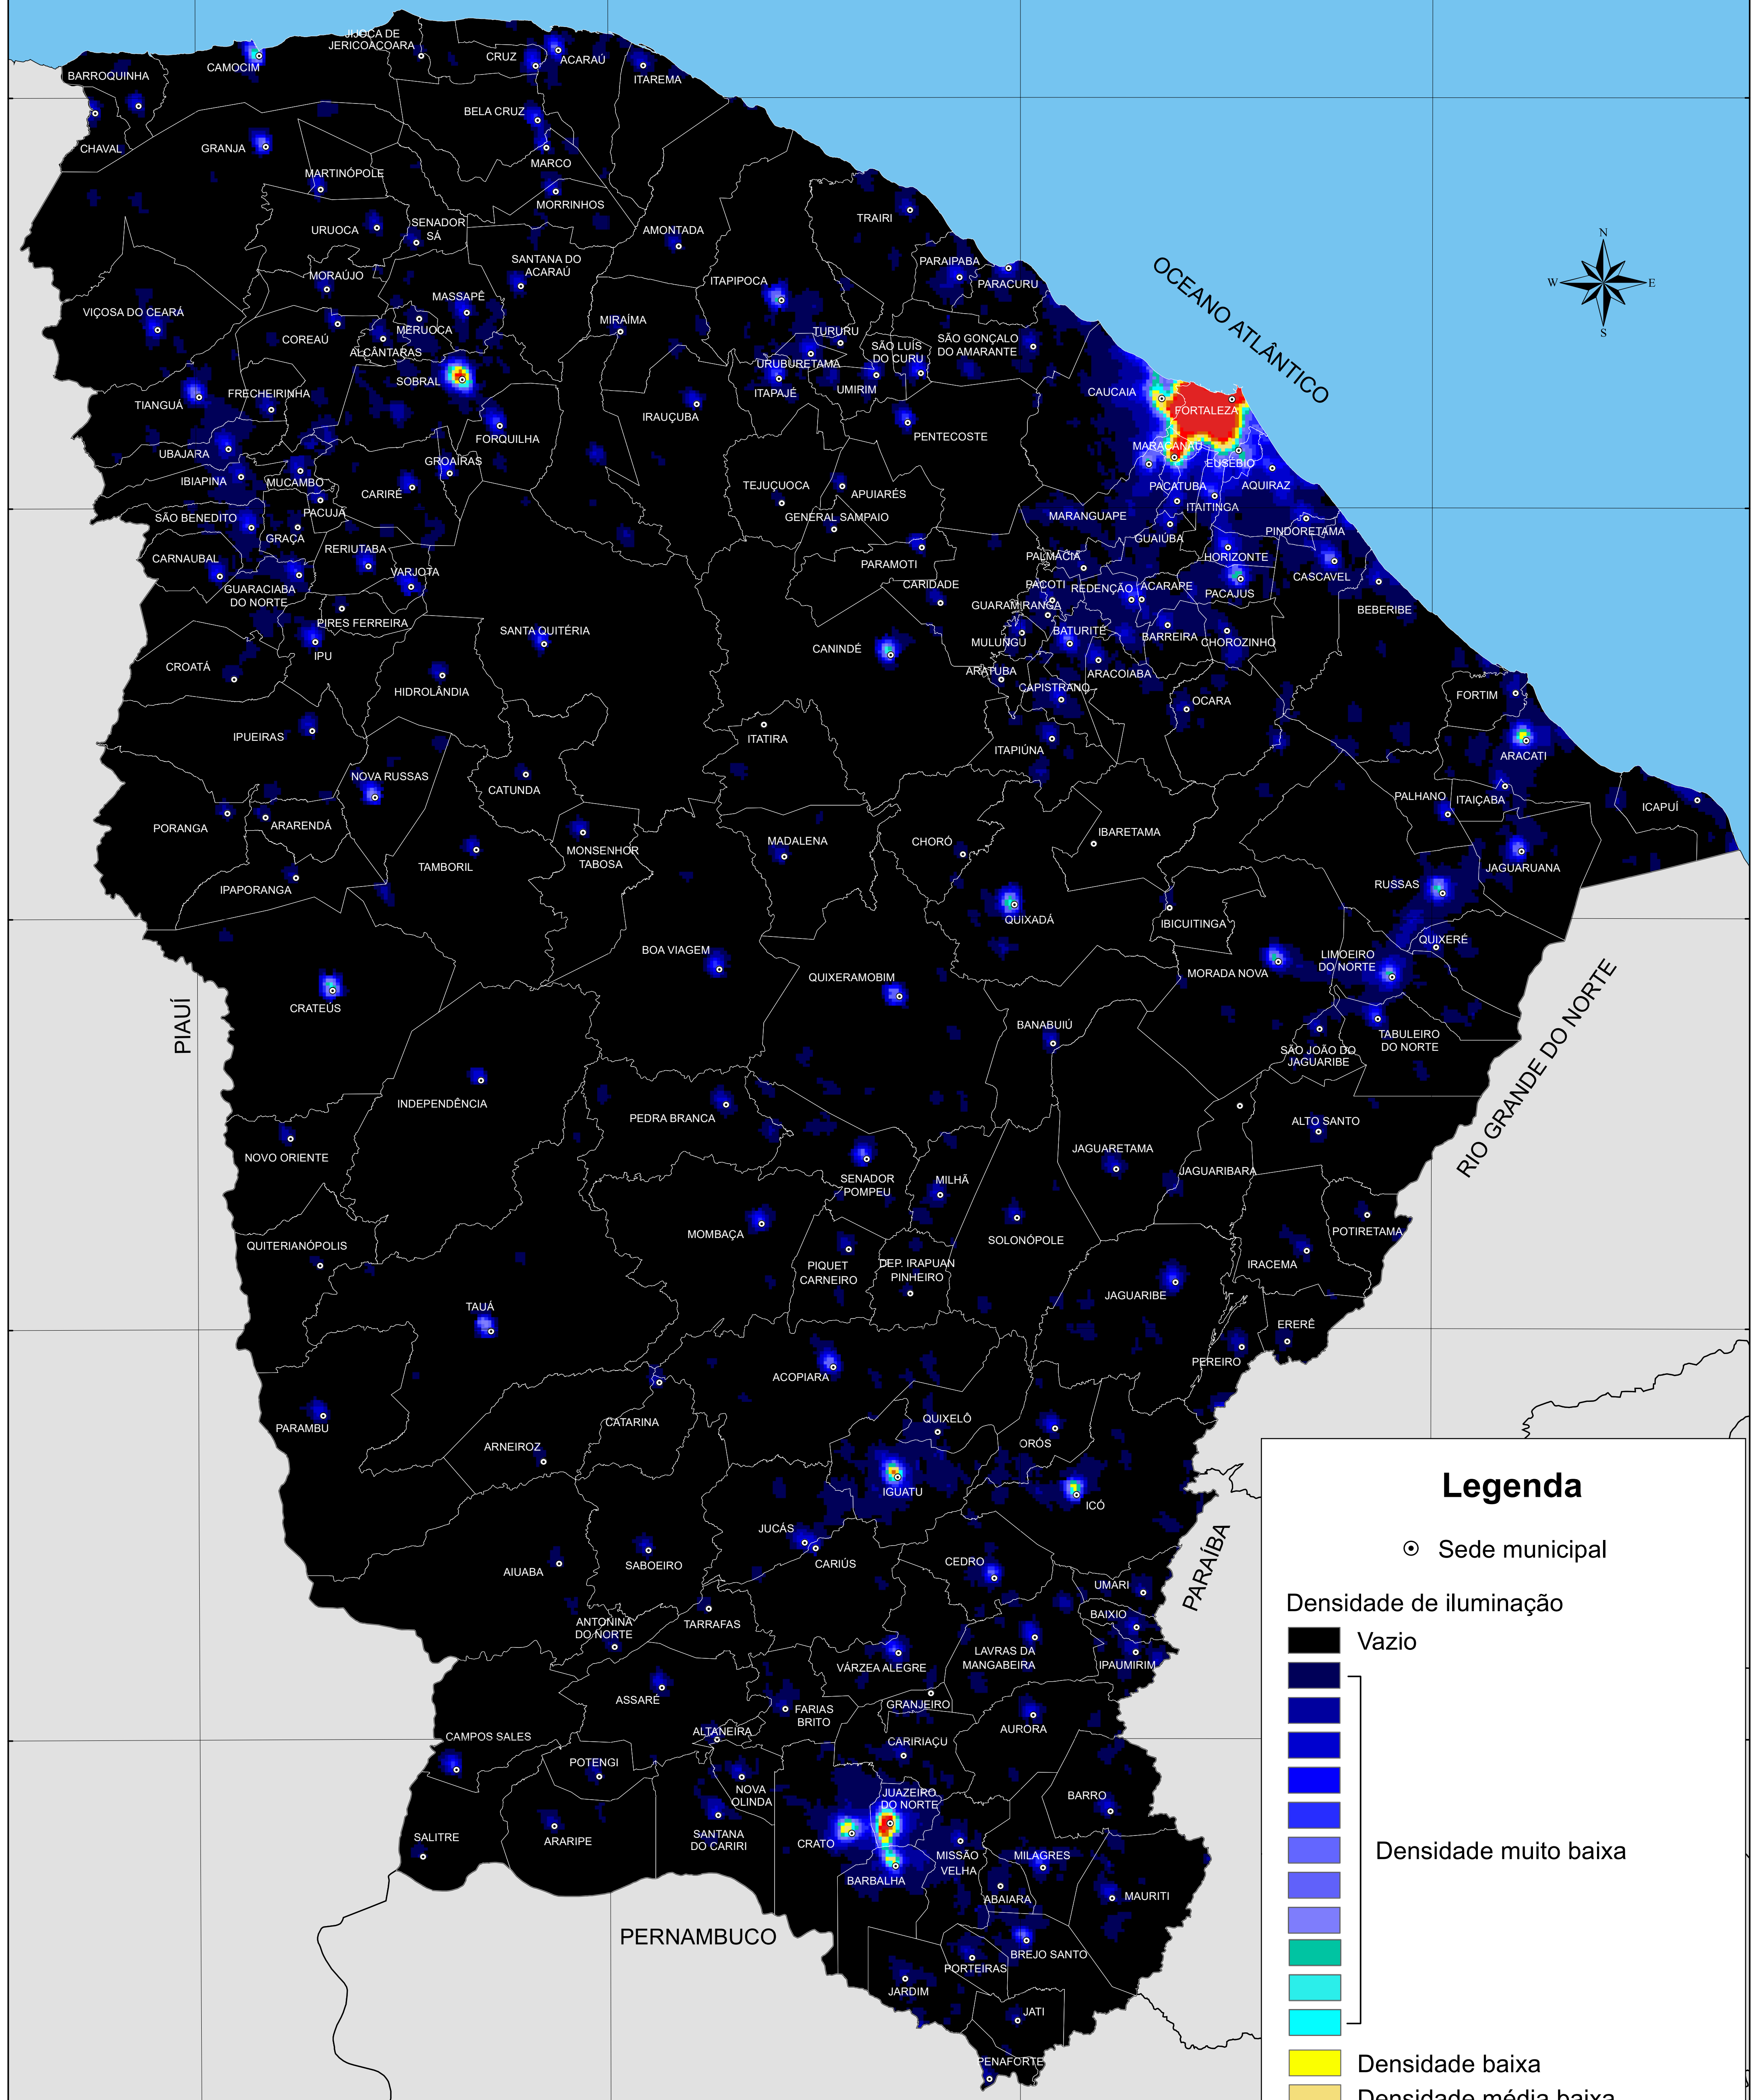 JIJOCA DE
JERICOACOARA
CRUZ
ACARAÚ
CAMOCIM
BARROQUINHA
ITAREMA
BELA CRUZ
CHAVAL
GRANJA
MARCO
MARTINÓPOLE
MORRINHOS
TRAIRI
URUOCA
SENADOR
SÁ
AMONTADA
N
W
E
S
SANTANA DO
ACARAÚ
PARAIPABA
PARACURU
OCEANO ATLÂNTICO
MORAÚJO
ITAPIPOCA
MASSAPÊ
VIÇOSA DO CEARÁ
MIRAÍMA
MERUOCA
TURURU
COREAÚ
SÃO LUÍS
DO CURU
SÃO GONÇALO
DO AMARANTE
ALCÂNTARAS
URUBURETAMA
SOBRAL
UMIRIM
ITAPAJÉ
CAUCAIA
FRECHEIRINHA
TIANGUÁ
IRAUÇUBA
FORTALEZA
FORQUILHA
PENTECOSTE
MARACANAÚ
UBAJARA
GROAÍRAS
EUSÉBIO
IBIAPINA
MUCAMBO
CARIRÉ
TEJUÇUOCA
APUIARÉS
PACATUBA
AQUIRAZ
ITAITINGA
SÃO BENEDITO
PACUJÁ
GENERAL SAMPAIO
MARANGUAPE
PINDORETAMA
GRAÇA
GUAIÚBA
RERIUTABA
CARNAUBAL
PARAMOTI
PALMÁCIA
HORIZONTE
VARJOTA
CASCAVEL
GUARACIABA
DO NORTE
CARIDADE
PACOTI
REDENÇÃO
ACARAPE
PACAJUS
GUARAMIRANGA
BEBERIBE
PIRES FERREIRA
SANTA QUITÉRIA
BATURITÉ
BARREIRA
MULUNGU
CHOROZINHO
IPU
CANINDÉ
CROATÁ
ARATUBA
ARACOIABA
HIDROLÂNDIA
CAPISTRANO
FORTIM
OCARA
IPUEIRAS
ITATIRA
ITAPIÚNA
ARACATI
NOVA RUSSAS
CATUNDA
PALHANO
ITAIÇABA
ICAPUÍ
PORANGA
ARARENDÁ
IBARETAMA
MADALENA
CHORÓ
MONSENHOR
TABOSA
TAMBORIL
JAGUARUANA
IPAPORANGA
RUSSAS
QUIXADÁ
IBICUITINGA
QUIXERÉ
BOA VIAGEM
LIMOEIRO
DO NORTE
QUIXERAMOBIM
MORADA NOVA
CRATEÚS
PIAUÍ
BANABUIÚ
TABULEIRO
DO NORTE
SÃO JOÃO DO
JAGUARIBE
RIO GRANDE DO NORTE
INDEPENDÊNCIA
PEDRA BRANCA
ALTO SANTO
NOVO ORIENTE
JAGUARETAMA
JAGUARIBARA
SENADOR
POMPEU
MILHÃ
POTIRETAMA
MOMBAÇA
SOLONÓPOLE
QUITERIANÓPOLIS
PIQUET
CARNEIRO
DEP. IRAPUAN
PINHEIRO
IRACEMA
JAGUARIBE
TAUÁ
ERERÊ
PEREIRO
ACOPIARA
CATARINA
QUIXELÔ
PARAMBU
ORÓS
ARNEIROZ
IGUATU
ICÓ
JUCÁS
CARIÚS
CEDRO
PARAÍBA
SABOEIRO
AIUABA
UMARI
BAIXIO
ANTONINA
DO NORTE
TARRAFAS
LAVRAS DA
MANGABEIRA
VÁRZEA ALEGRE
IPAUMIRIM
ASSARÉ
GRANJEIRO
FARIAS
BRITO
AURORA
ALTANEIRA
CAMPOS SALES
CARIRIAÇU
POTENGI
NOVA
OLINDA
JUAZEIRO
DO NORTE
BARRO
SALITRE
ARARIPE
SANTANA
DO CARIRI
CRATO
MISSÃO
VELHA
MILAGRES
BARBALHA
ABAIARA
MAURITI
PERNAMBUCO
BREJO SANTO
PORTEIRAS
JARDIM
JATI
PENAFORTE
Legenda
Sede municipal
Densidade de iluminação
Vazio
Densidade muito baixa
Densidade baixa
Densidade média baixa